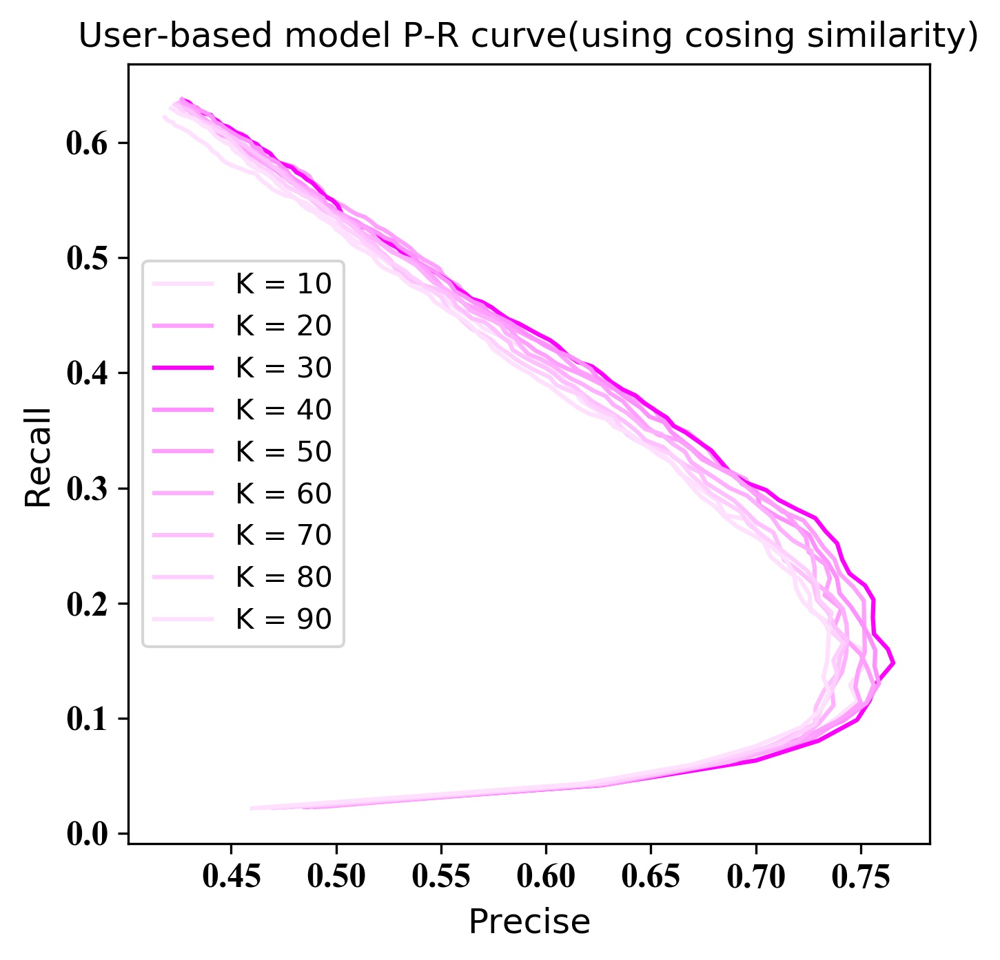 User-based model P-R curve(using cosing similarity)
Recall
0.6
0.5
0.4
0.3
0.2
0.1
0.0
K = 10
K = 20
K = 30
K = 40
K = 50
K = 60
K = 70
K = 80
K = 90
0.45 0.50 0.55 0.60 0.65 0.70 0.75
Precise